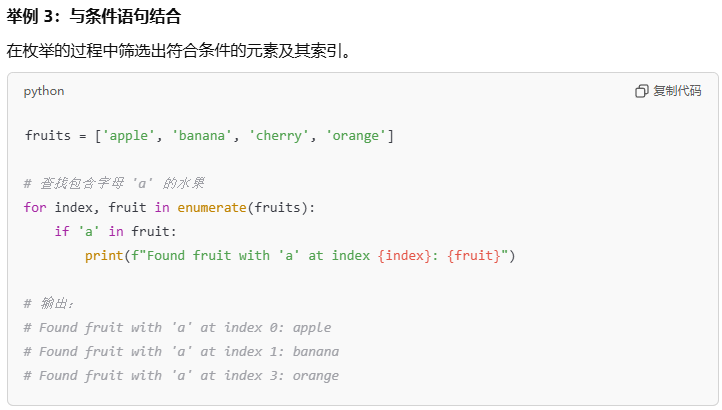 举例 3：与条件语句结合
在枚举的过程中筛选出符合条件的元素及其索引。
python 复制代码
fruits = ['apple', 'banana', 'cherry', 'orange']
# 查找包含字母 'a' 的水果
for index, fruit in enumerate(fruits):
    if 'a' in fruit:
        print(f"Found fruit with 'a' at index {index}: {fruit}")
# 输出：
# Found fruit with 'a' at index 0: apple
# Found fruit with 'a' at index 1: banana
# Found fruit with 'a' at index 3: orange